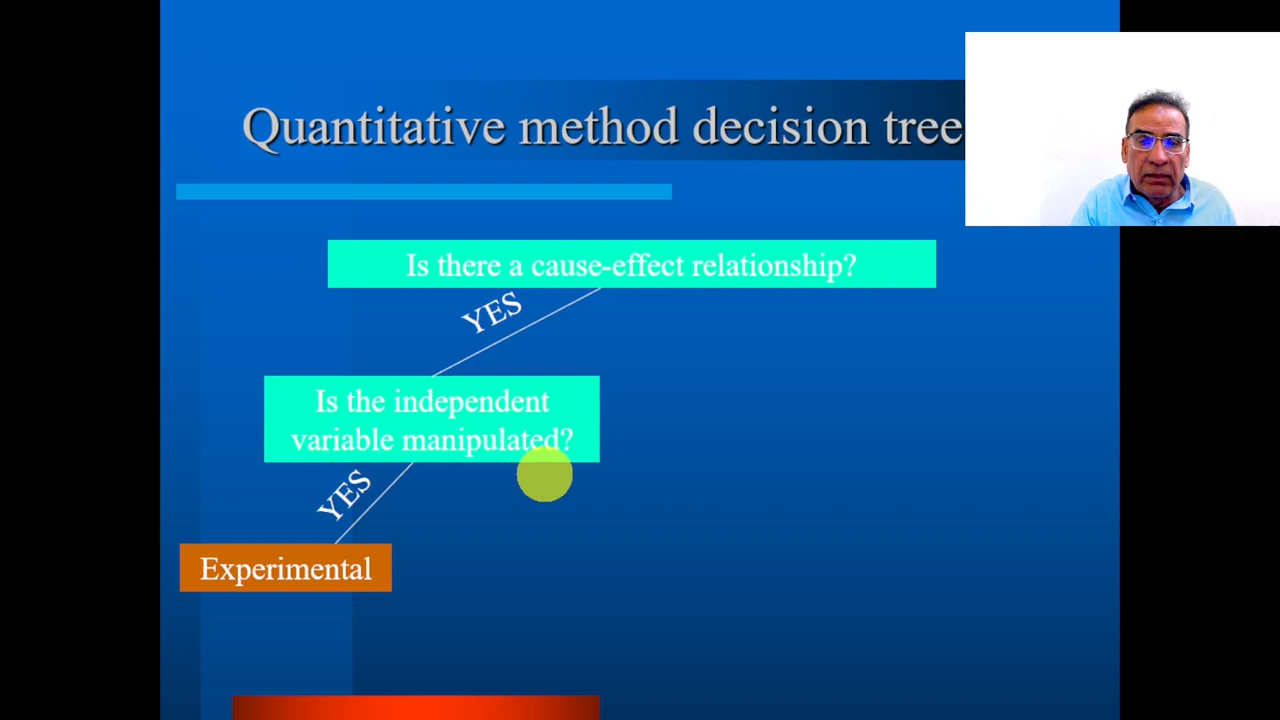 Quantitative method decision tree
Is there a cause-effect relationship?
YES
Is the independent
variable manipulated?
YES
Experimental